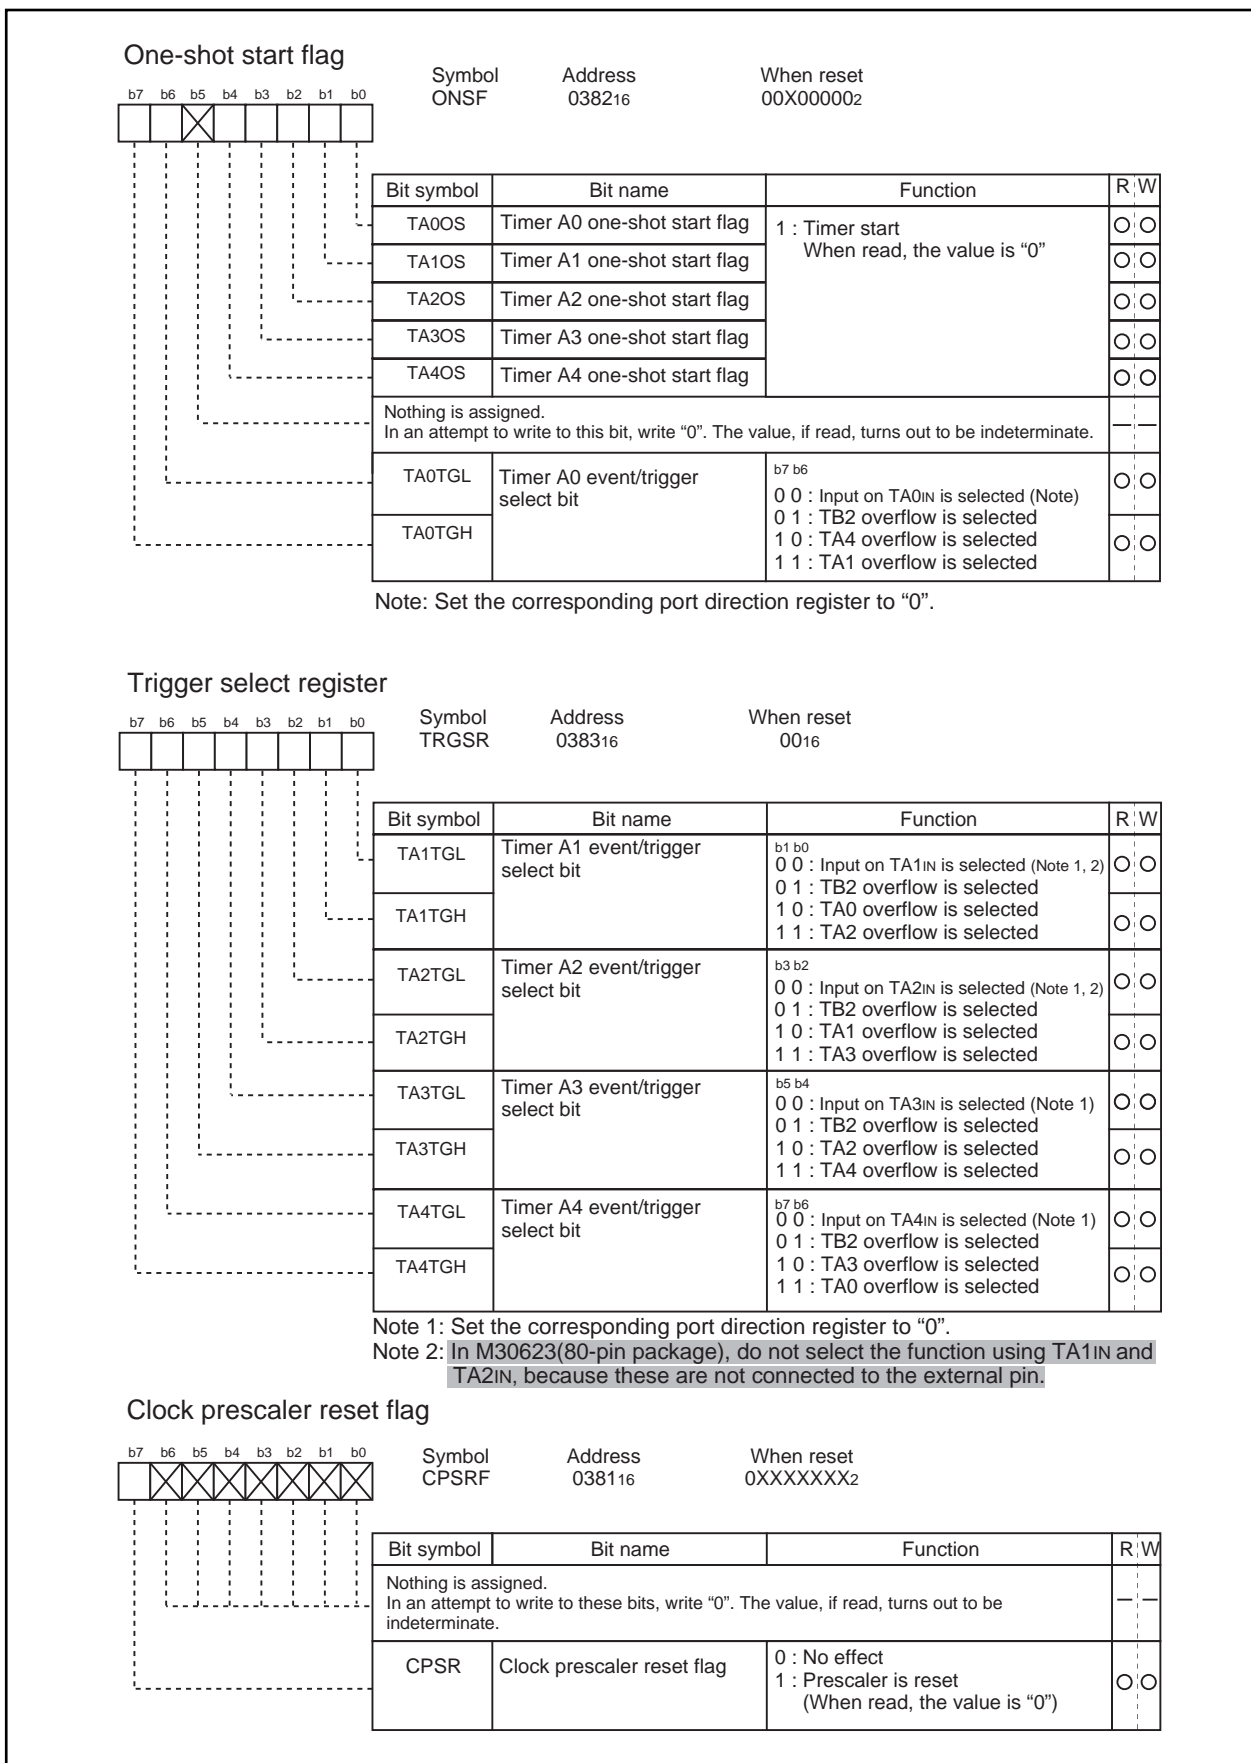 One-shot start flag
Symbol Address When reset
ONSF 038216 00X000002
b7 b6 b5 b4 b3 b2 b1 b0
Bit symbol Bit name Function R W
TA0OS Timer A0 one-shot start flag 1 : Timer start
When read, the value is “0”
TA1OS Timer A1 one-shot start flag
TA2OS Timer A2 one-shot start flag
TA3OS Timer A3 one-shot start flag
TA4OS Timer A4 one-shot start flag
Nothing is assigned.
In an attempt to write to this bit, write “0”. The value, if read, turns out to be indeterminate.
TA0TGL Timer A0 event/trigger
select bit
TA0TGH
b7 b6
0 0 : Input on TA0IN is selected (Note)
0 1 : TB2 overflow is selected
1 0 : TA4 overflow is selected
1 1 : TA1 overflow is selected
Note: Set the corresponding port direction register to “0”.
Trigger select register
Symbol Address When reset
TRGSR 038316 0016
b7 b6 b5 b4 b3 b2 b1 b0
Bit symbol Bit name Function R W
TA1TGL Timer A1 event/trigger
select bit
TA1TGH
b1 b0
0 0 : Input on TA1IN is selected (Note 1, 2)
0 1 : TB2 overflow is selected
1 0 : TA0 overflow is selected
1 1 : TA2 overflow is selected
TA2TGL Timer A2 event/trigger
select bit
TA2TGH
b3 b2
0 0 : Input on TA2IN is selected (Note 1, 2)
0 1 : TB2 overflow is selected
1 0 : TA1 overflow is selected
1 1 : TA3 overflow is selected
TA3TGL Timer A3 event/trigger
select bit
TA3TGH
b5 b4
0 0 : Input on TA3IN is selected (Note 1)
0 1 : TB2 overflow is selected
1 0 : TA2 overflow is selected
1 1 : TA4 overflow is selected
TA4TGL Timer A4 event/trigger
select bit
TA4TGH
b7 b6
0 0 : Input on TA4IN is selected (Note 1)
0 1 : TB2 overflow is selected
1 0 : TA3 overflow is selected
1 1 : TA0 overflow is selected
Note 1: Set the corresponding port direction register to “0”.
Note 2: In M30623(80-pin package), do not select the function using TA1IN and
TA2IN, because these are not connected to the external pin.
Clock prescaler reset flag
Symbol Address When reset
CPSRF 038116 0XXXXXXX2
b7 b6 b5 b4 b3 b2 b1 b0
Bit symbol Bit name Function R W
Nothing is assigned.
In an attempt to write to these bits, write “0”. The value, if read, turns out to be
indeterminate.
CPSR Clock prescaler reset flag 0 : No effect
1 : Prescaler is reset
(When read, the value is “0”)